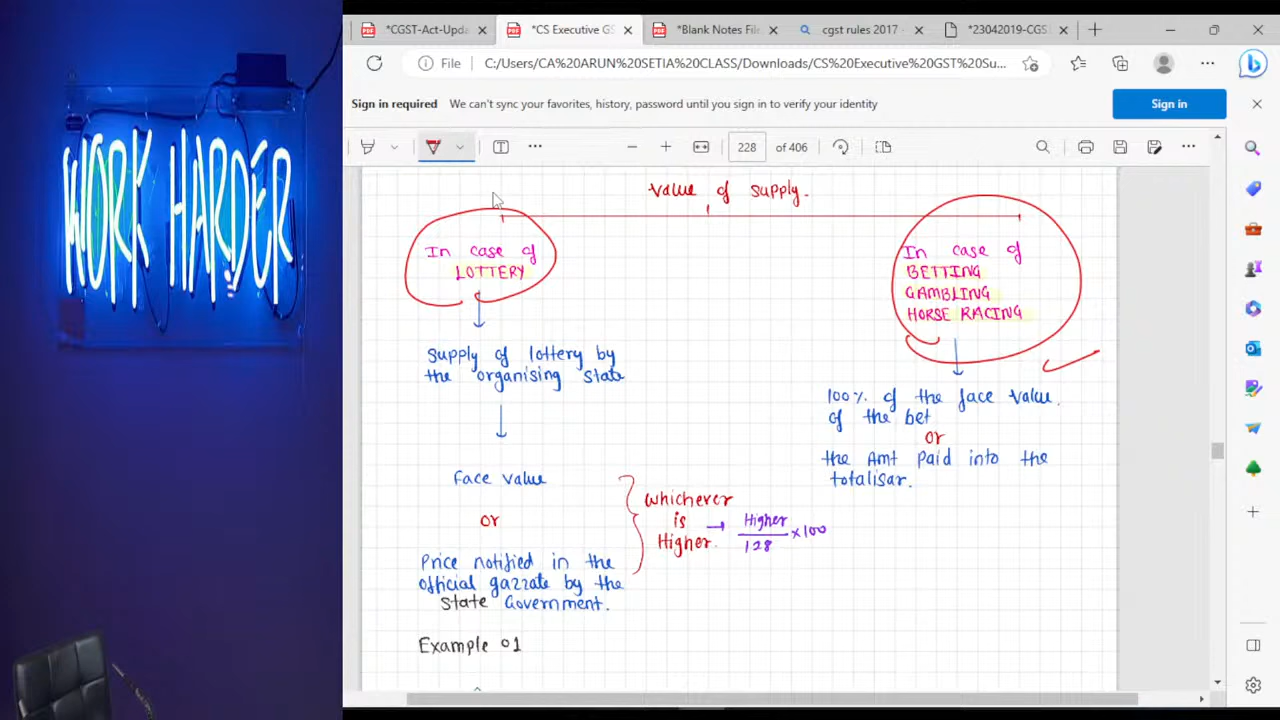 WORK HARDER
*CGST-Act-Upda
*CS Executive GS
*Blank Notes File
cgst rules 2017 -
*23042019-CGS
File
C:/Users/CA%20ARUN%20SETIA%20CLASS/Downloads/CS%20Executive%20GST%20Su...
Sign in required We can't sync your favorites, history, password until you sign in to verify your identity
Sign in
228 of 406
Value of supply.
In case of
LOTTERY
Supply of lottery by
the organising State
Face value
or
Price notified in the
official gazzate by the
State Government.
whichever
is
Higher.
Higher
128
×100
In case of
BETTING
GAMBLING
HORSE RACING
100% of the face value
of the bet
or
the Amt Paid into the
totalisar.
Example 01